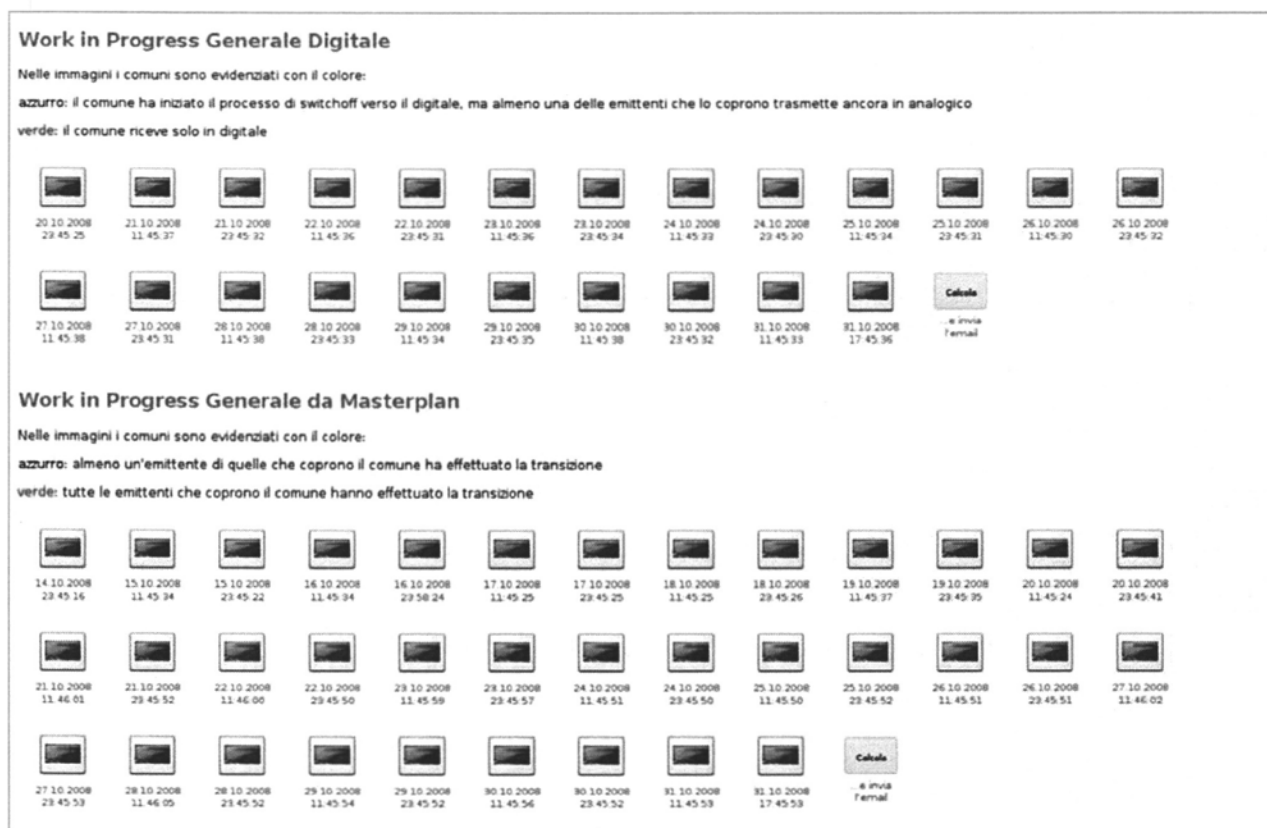 Work in Progress Generale Digitale
Nelle immagini i comuni sono evidenziati con il colore:
azzurro: il comune ha iniziato il processo di switchoff verso il digitale, ma almeno una delle emittenti che lo coprono trasmette ancora in analogico
verde: il comune riceve solo in digitale
20.10.2008 21.10.2008 21.10.2008 22.10.2008 22.10.2008 23.10.2008 23.10.2008 24.10.2008 24.10.2008 25.10.2008 25.10.2008 26.10.2008 26.10.2008
23:45:25 11:45:37 23:45:32 11:45:36 23:45:31 11:45:36 23:45:34 11:45:33 23:45:30 11:45:34 23:45:31 11:45:30 23:45:32
Calcola
27.10.2008 27.10.2008 28.10.2008 28.10.2008 29.10.2008 29.10.2008 30.10.2008 30.10.2008 31.10.2008 31.10.2008 ...e invia
11:45:38 23:45:31 11:45:38 23:45:33 11:45:34 23:45:35 11:45:38 23:45:32 11:45:33 17:45:36 l'email
Work in Progress Generale da Masterplan
Nelle immagini i comuni sono evidenziati con il colore:
azzurro: almeno un'emittente di quelle che coprono il comune ha effettuato la transizione
verde: tutte le emittenti che coprono il comune hanno effettuato la transizione
14.10.2008 15.10.2008 15.10.2008 16.10.2008 16.10.2008 17.10.2008 17.10.2008 18.10.2008 18.10.2008 19.10.2008 19.10.2008 20.10.2008 20.10.2008
23:45:16 11:45:34 23:45:22 11:45:34 23:58:24 11:45:25 23:45:25 11:45:25 23:45:26 11:45:37 23:45:35 11:45:24 23:45:41
21.10.2008 21.10.2008 22.10.2008 22.10.2008 23.10.2008 23.10.2008 24.10.2008 24.10.2008 25.10.2008 25.10.2008 26.10.2008 26.10.2008 27.10.2008
11:46:01 23:45:52 11:46:00 23:45:50 11:45:59 23:45:57 11:45:51 23:45:50 11:45:50 23:45:52 11:45:51 23:45:51 11:46:02
Calcola
27.10.2008 28.10.2008 28.10.2008 29.10.2008 29.10.2008 30.10.2008 30.10.2008 31.10.2008 31.10.2008 ...e invia
23:45:53 11:46:05 23:45:52 11:45:54 23:45:52 11:45:56 23:45:52 11:45:53 17:45:53 l'email